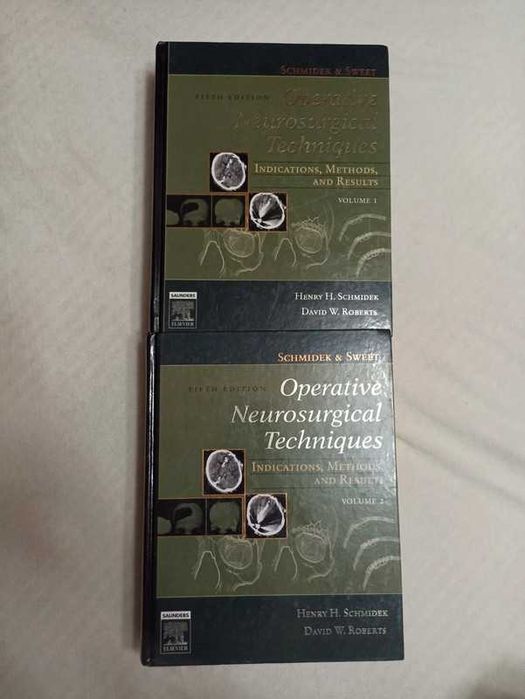 SCHMIDEK & SWEET
FIFTH EDITION
Operative
Neurosurgical
Techniques
INDICATIONS, METHODS,
AND RESULTS
VOLUME 1
HENRY H. SCHMIDEK
DAVID W. ROBERTS
SAUNDERS
ELSEVIER
SCHMIDEK & SWEET
FIFTH EDITION
Operative
Neurosurgical
Techniques
INDICATIONS, METHODS,
AND RESULTS
VOLUME 2
HENRY H. SCHMIDEK
DAVID W. ROBERTS
SAUNDERS
ELSEVIER